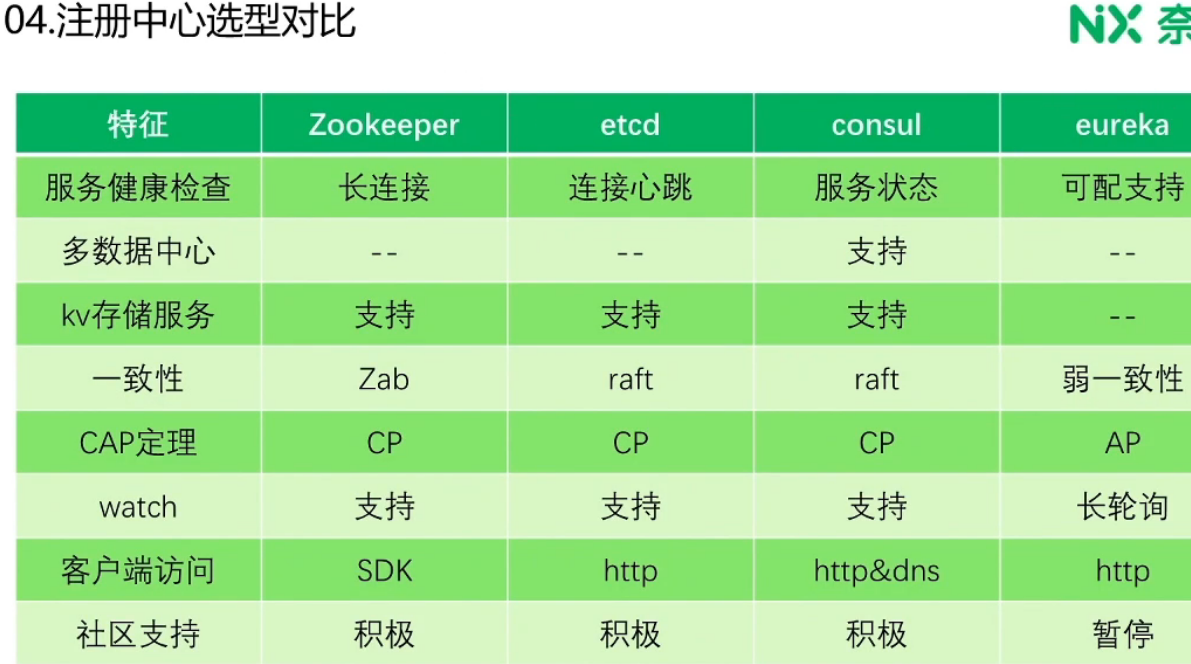 04.注册中心选型对比
NiX 奈
特征 Zookeeper etcd consul eureka
服务健康检查 长连接 连接心跳 服务状态 可配支持
多数据中心 -- -- 支持 --
kv存储服务 支持 支持 支持 --
一致性 Zab raft raft 弱一致性
CAP定理 CP CP CP AP
watch 支持 支持 支持 长轮询
客户端访问 SDK http http&dns http
社区支持 积极 积极 积极 暂停